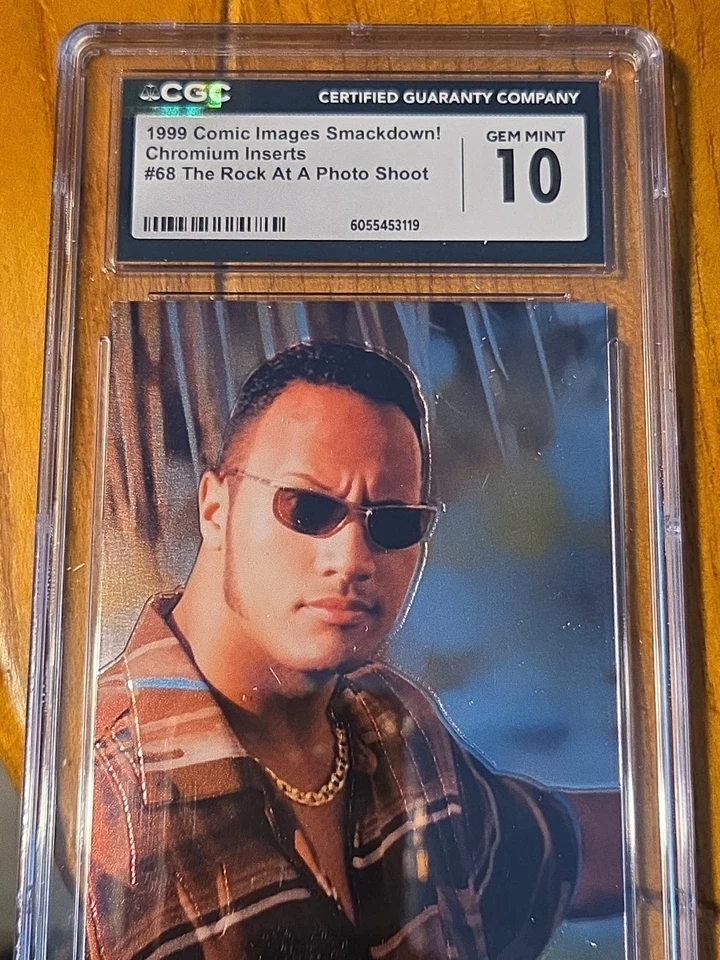 CGC CERTIFIED GUARANTY COMPANY
1999 Comic Images Smackdown! GEM MINT
Chromium Inserts 10
#68 The Rock At A Photo Shoot
6055453119